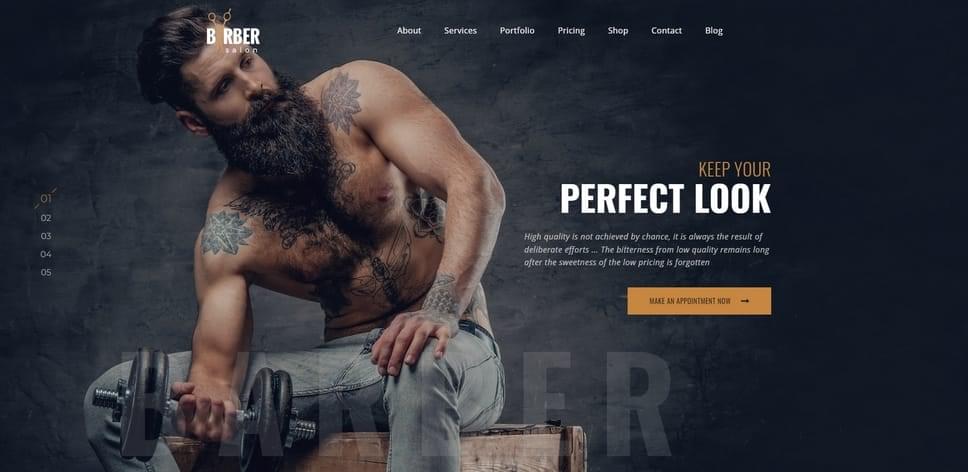 B RBER
salon
About Services Portfolio Pricing Shop Contact Blog
KEEP YOUR
PERFECT LOOK
01
02
03
04
05
High quality is not achieved by chance, it is always the result of
deliberate efforts ... The bitterness from low quality remains long
after the sweetness of the low pricing is forgotten
MAKE AN APPOINTMENT NOW
BARBER